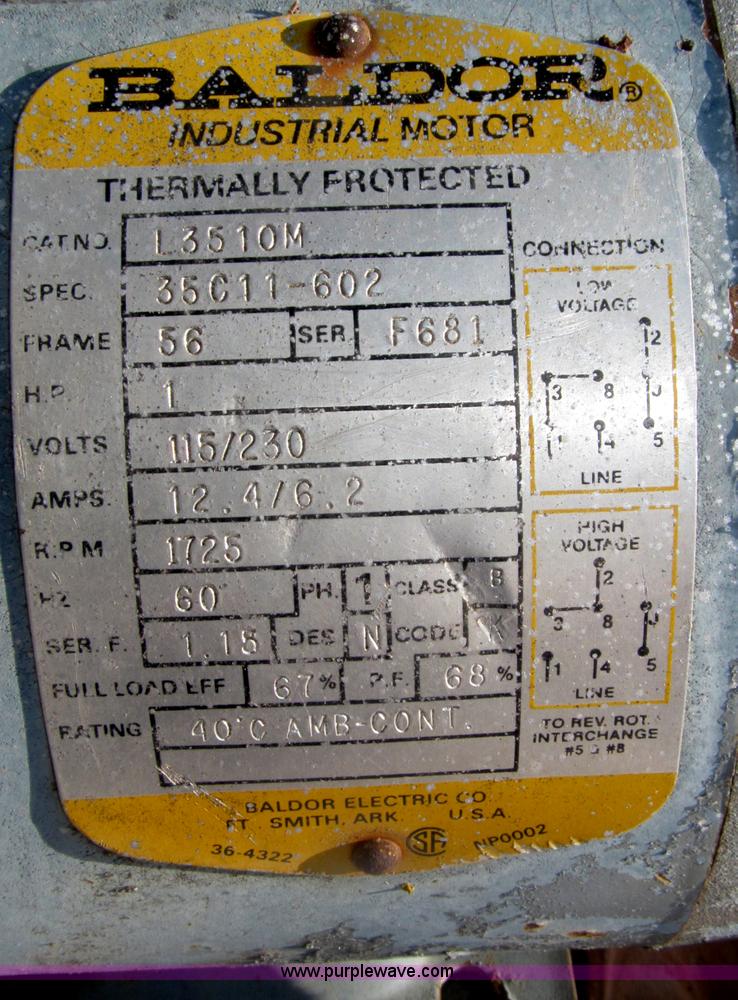 BALDOR®
INDUSTRIAL MOTOR
THERMALLY PROTECTED
CAT.NO. L3510M
SPEC. 35C11-602
FRAME 56 SER. F681
H.P. 1
VOLTS 115/230
AMPS. 12.4/6.2
R.P.M 1725
HZ 60 PH. 1 CLASS B
SER. F. 1.15 DES N CODE K
FULL LOAD EFF 67% P.F. 68%
RATING 40°C AMB-CONT.
CONNECTION
LOW
VOLTAGE
2
3 8 J
1 4 5
LINE
HIGH
VOLTAGE
2
3 8 J
1 4 5
LINE
TO REV. ROT.
INTERCHANGE
#5 & #8
BALDOR ELECTRIC CO
FT. SMITH, ARK. U.S.A.
36-4322 SA NP0002
www.purplewave.com